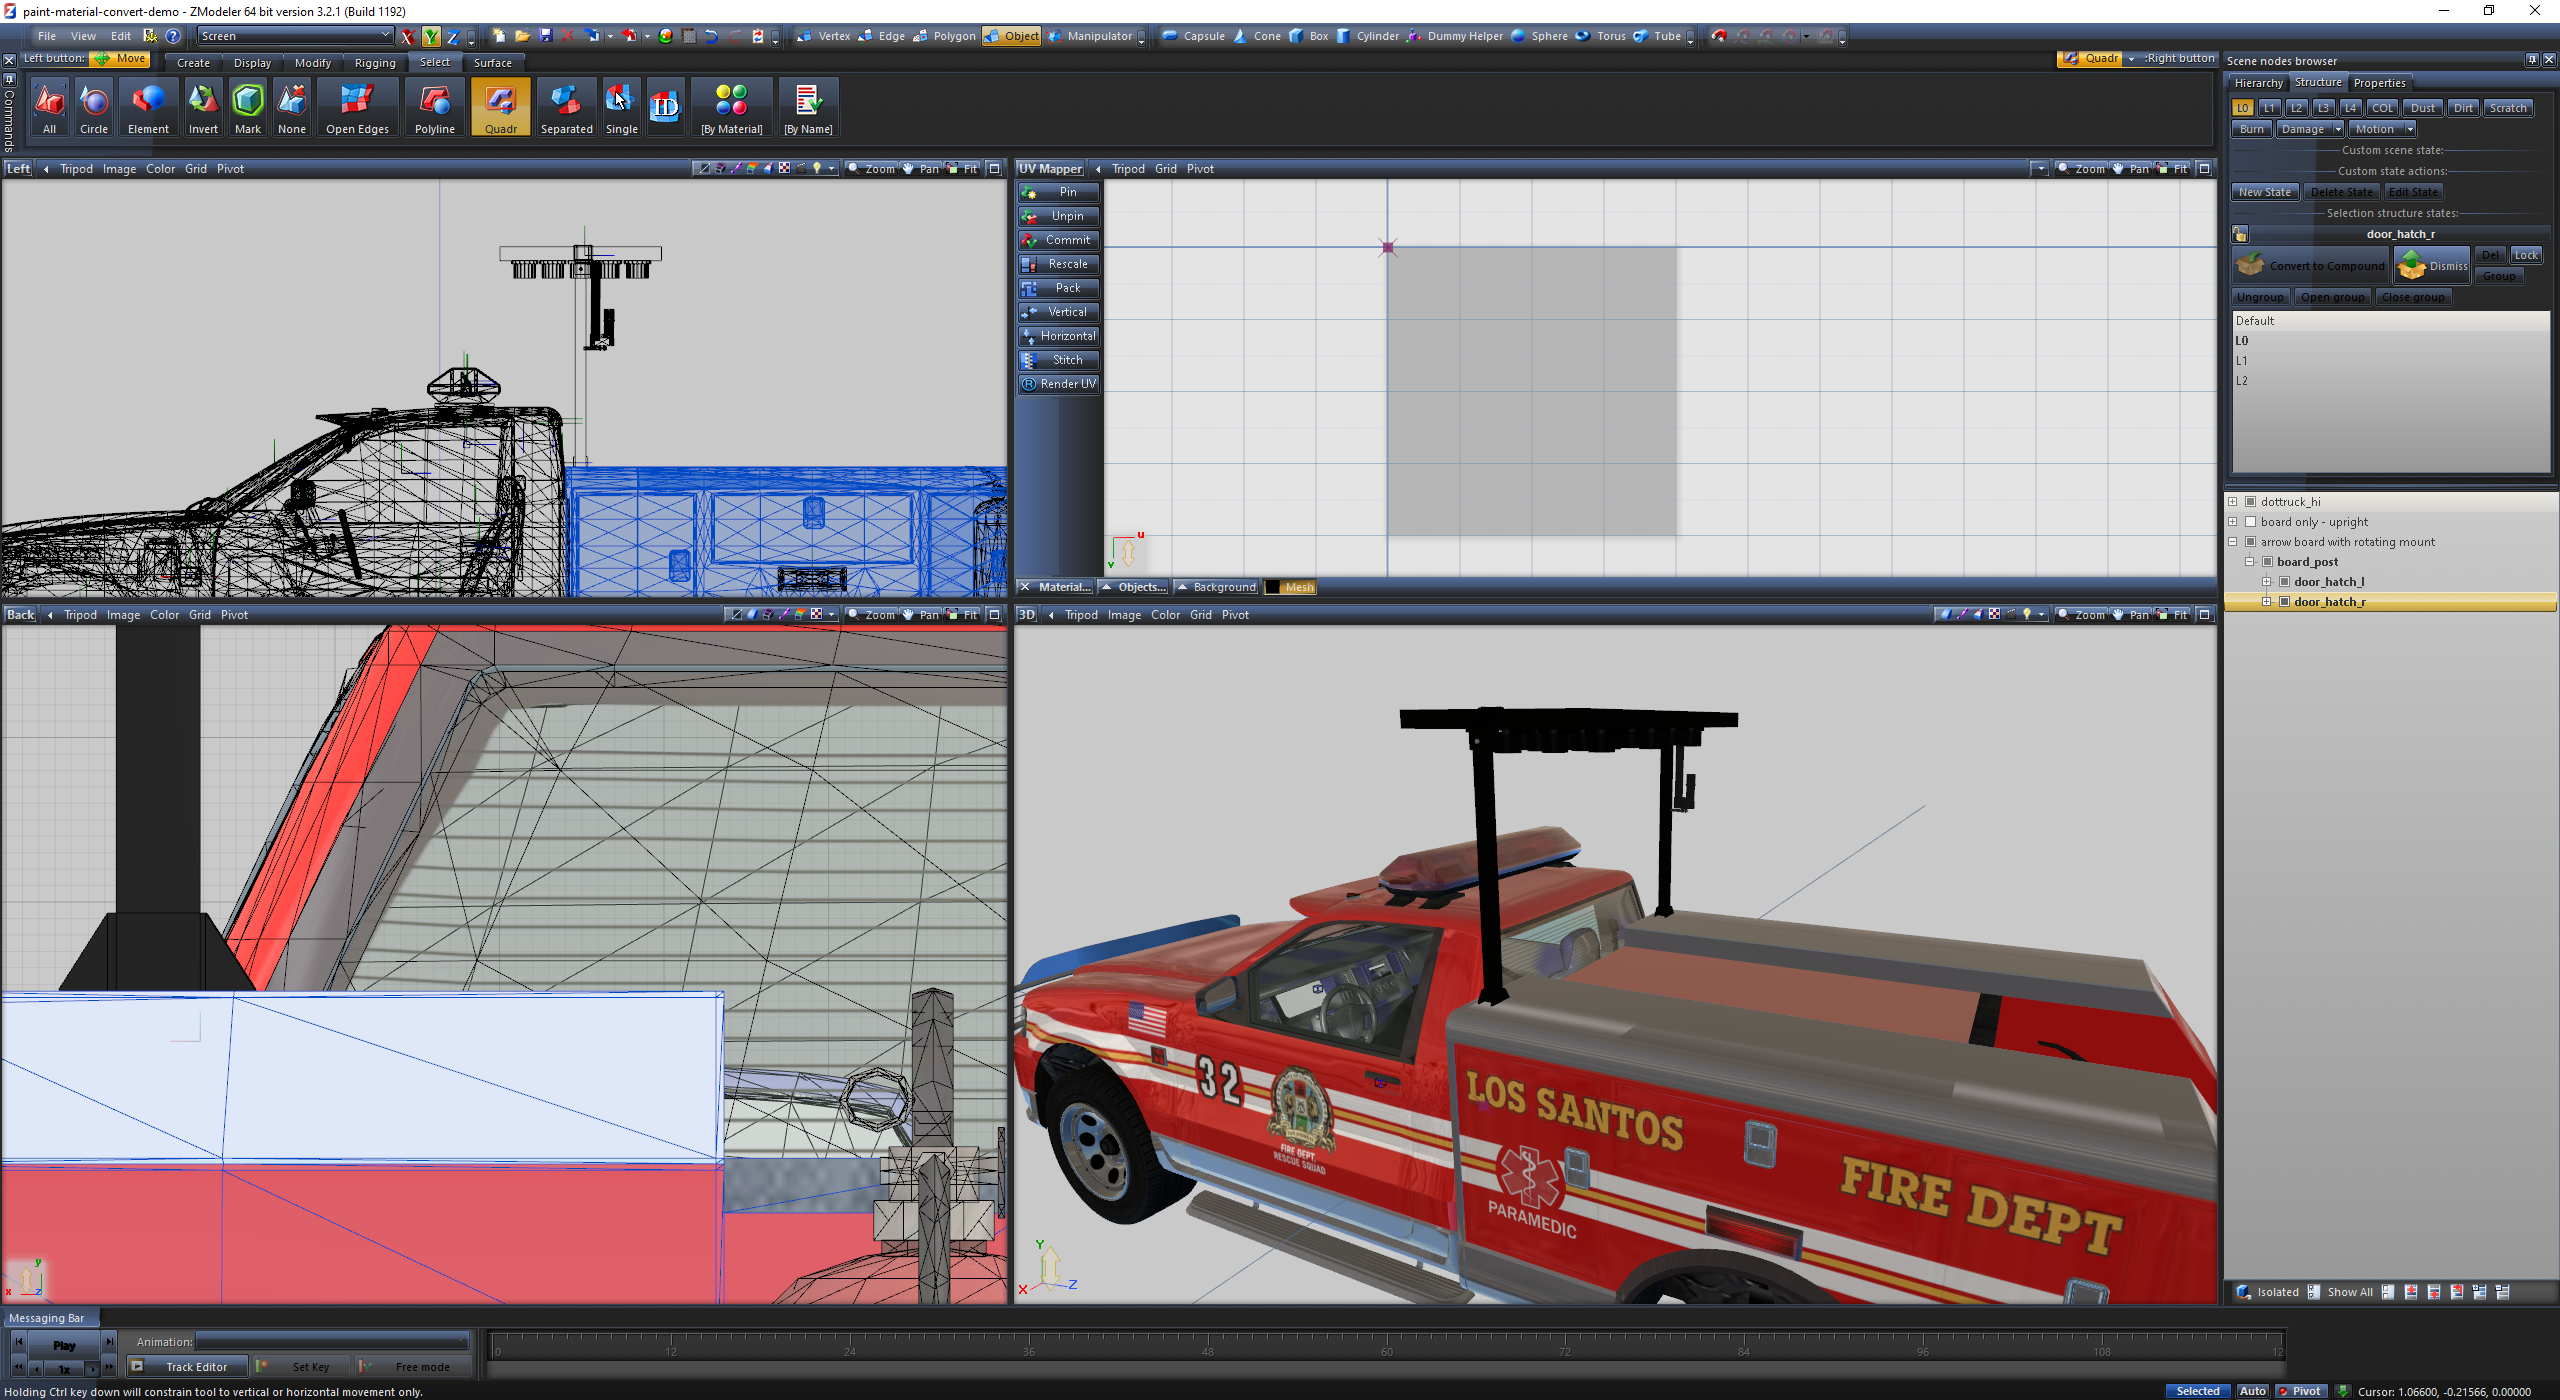 paint-material-convert-demo - ZModeler 64 bit version 3.2.1 (Build 1192)
File View Edit Screen X Y Z Vertex Edge Polygon Object Manipulator Capsule Cone Box Cylinder Dummy Helper Sphere Torus Tube
Left button: Move Create Display Modify Rigging Select Surface Quadr :Right button
Commands
All Circle Element Invert Mark None Open Edges Polyline Quadr Separated Single ID [By Material] [By Name]
Left Tripod Image Color Grid Pivot Zoom Pan Fit
UV Mapper Tripod Grid Pivot Zoom Pan Fit
Pin
Unpin
Commit
Rescale
Pack
Vertical
Horizontal
Stitch
Render UV
u
v
Material... Objects... Background Mesh
Back Tripod Image Color Grid Pivot Zoom Pan Fit
y
x z
3D Tripod Image Color Grid Pivot Zoom Pan Fit
32
FIRE DEPT.
RESCUE SQUAD
LOS SANTOS
PARAMEDIC
FIRE DEPT
Y
X Z
Scene nodes browser
Hierarchy Structure Properties
L0 L1 L2 L3 L4 COL Dust Dirt Scratch
Burn Damage Motion
Custom scene state:
Custom state actions:
New State Delete State Edit State
Selection structure states:
door_hatch_r
Convert to Compound Dismiss Del Lock
Group
Ungroup Open group Close group
Default
L0
L1
L2
dottruck_hi
board only - upright
arrow board with rotating mount
board_post
door_hatch_l
door_hatch_r
Isolated Show All
Messaging Bar
Play Animation:
1x Track Editor Set Key Free mode
0 12 24 36 48 60 72 84 96 108 12
Holding Ctrl key down will constrain tool to vertical or horizontal movement only.
Selected Auto Pivot Cursor: 1.06600, -0.21566, 0.00000